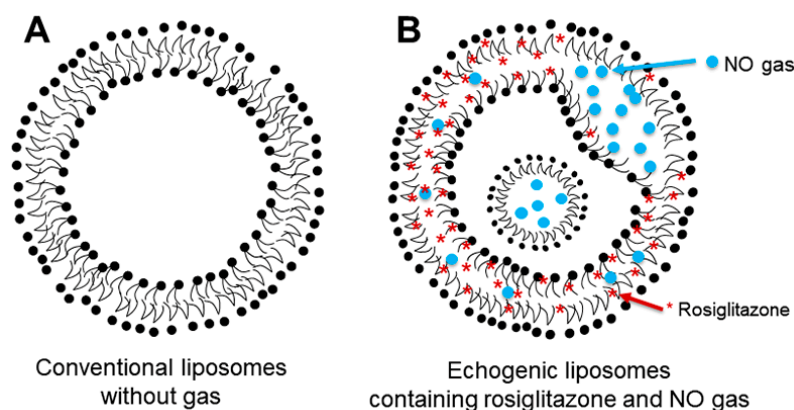 A
B
NO gas
* Rosiglitazone
Conventional liposomes
without gas
Echogenic liposomes
containing rosiglitazone and NO gas